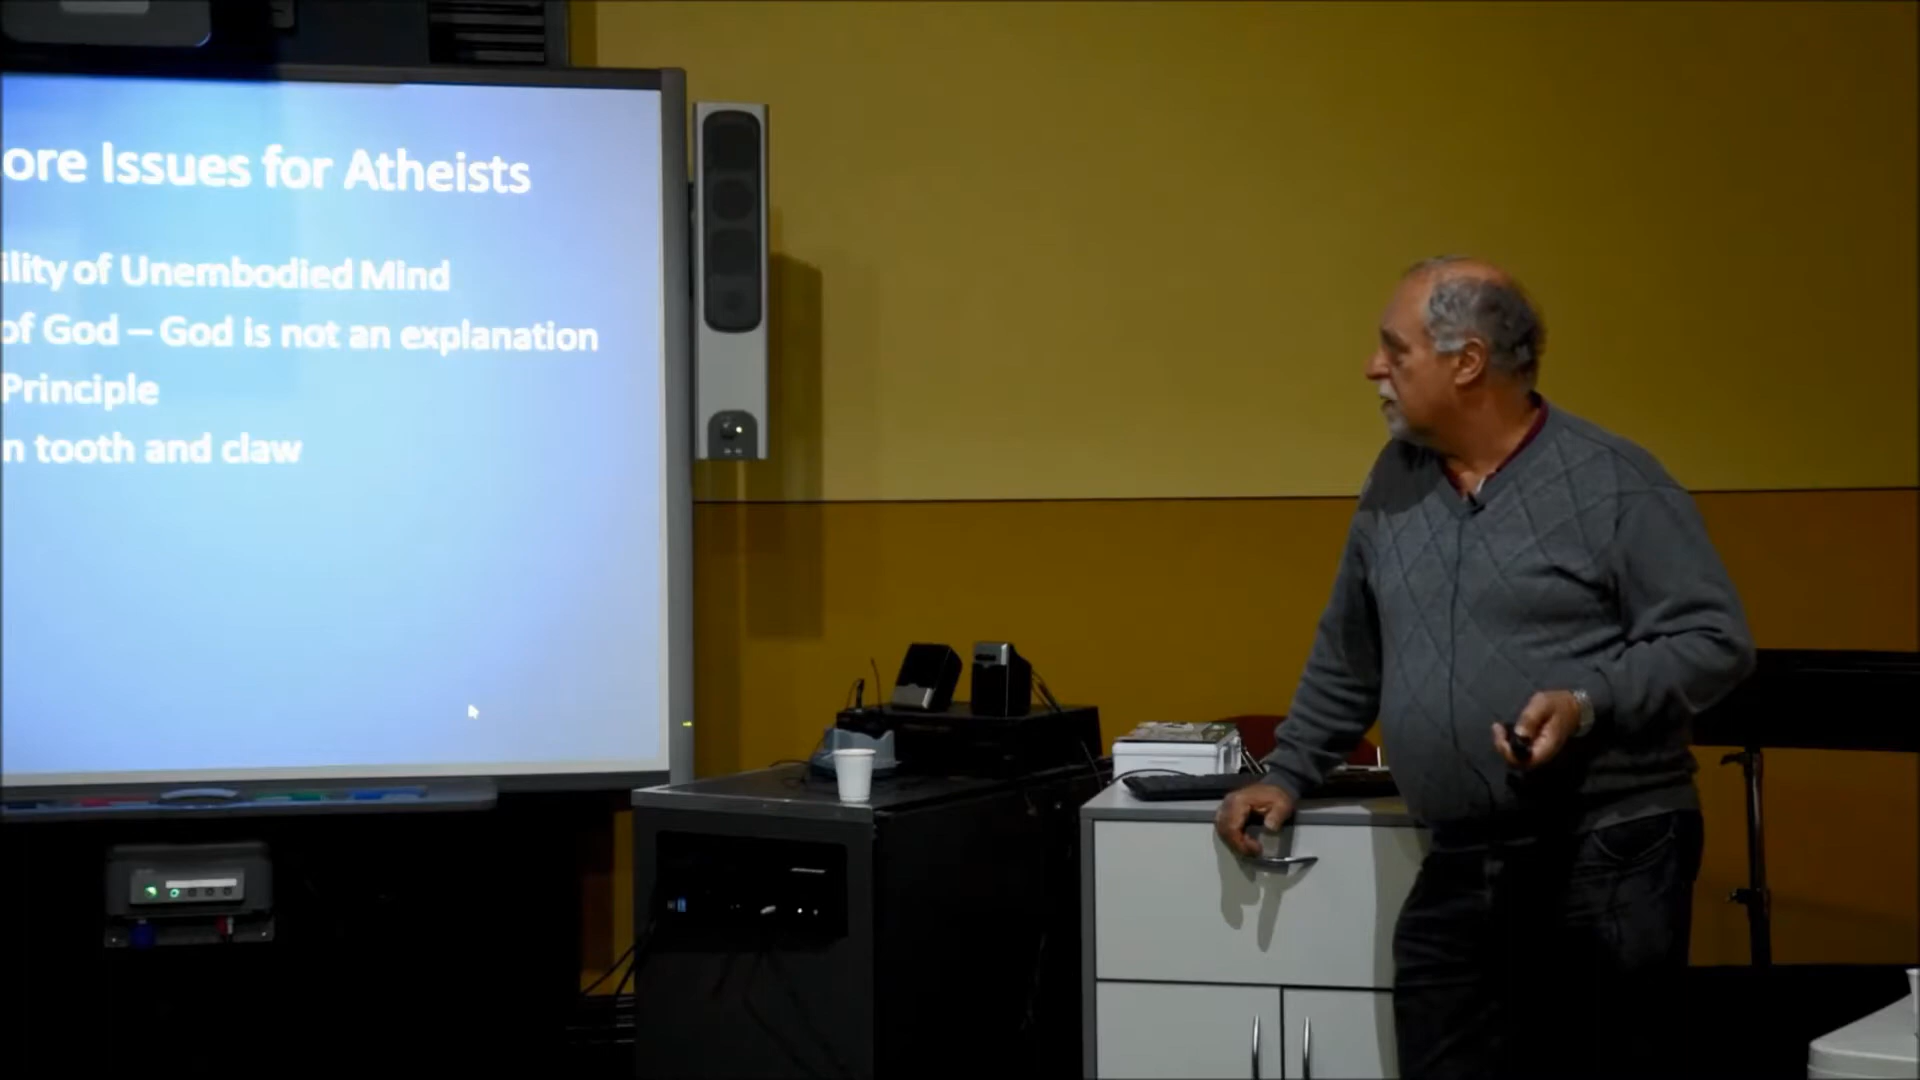 ore Issues for Atheists
ility of Unembodied Mind
of God – God is not an explanation
Principle
n tooth and claw